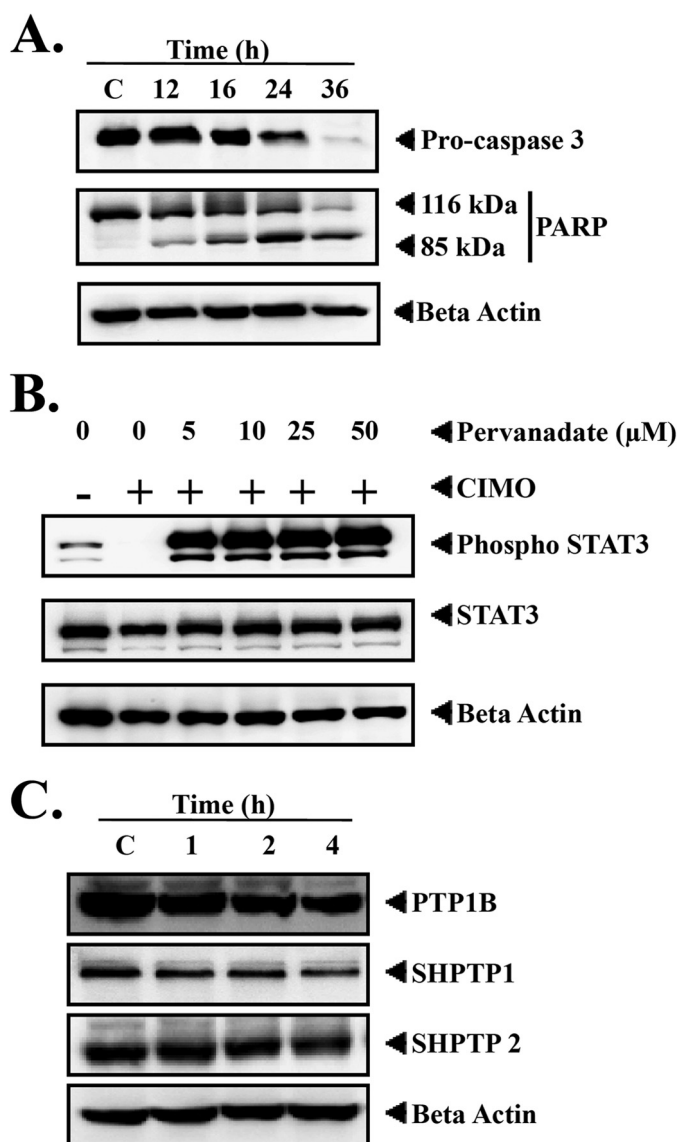 A.
Time (h)
C 12 16 24 36
Pro-caspase 3
116 kDa
PARP
85 kDa
Beta Actin
B.
0 0 5 10 25 50 Pervanadate (µM)
- + + + + + CIMO
Phospho STAT3
STAT3
Beta Actin
C.
Time (h)
C 1 2 4
PTP1B
SHPTP1
SHPTP 2
Beta Actin